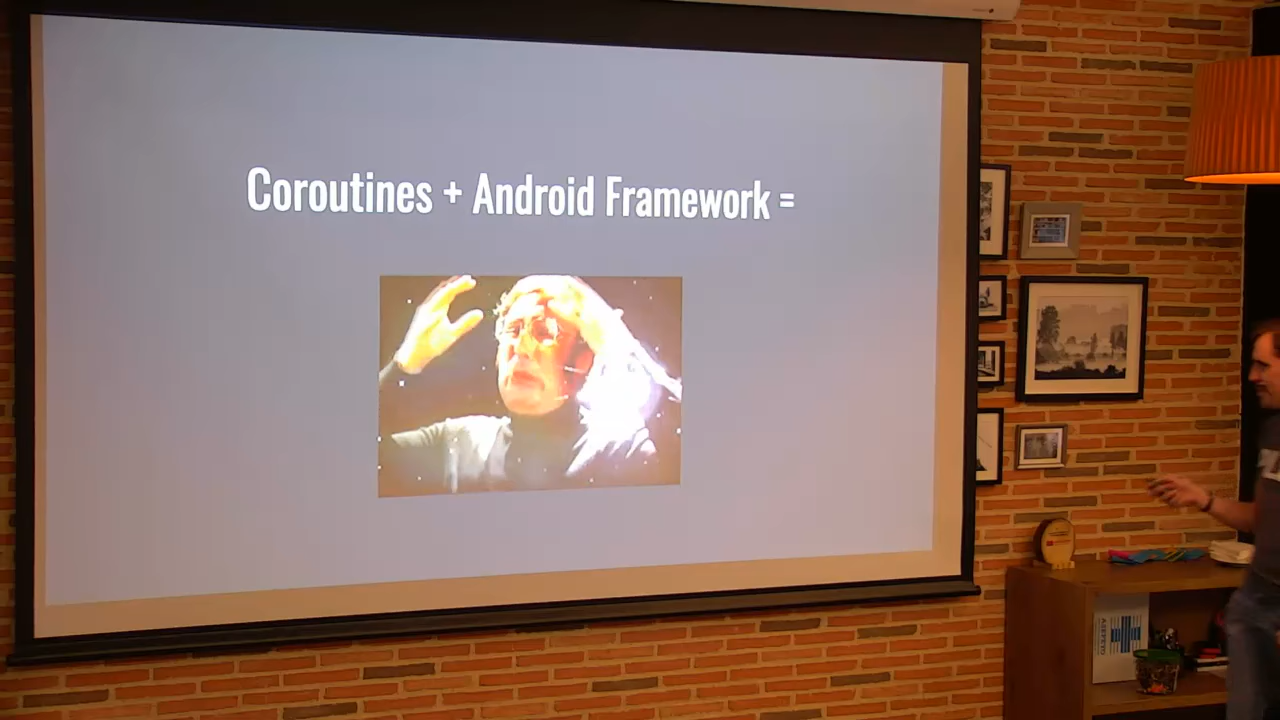 Coroutines + Android Framework =